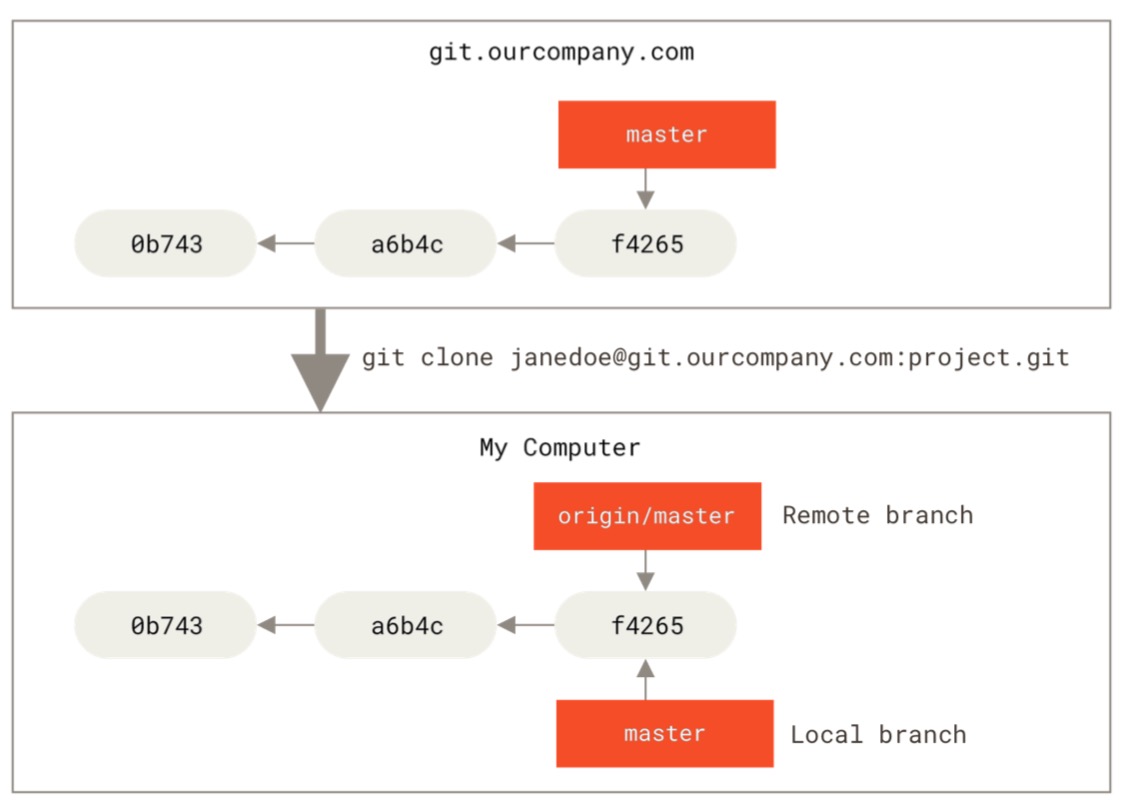 git.ourcompany.com
master
0b743 a6b4c f4265
git clone janedoe@git.ourcompany.com:project.git
My Computer
origin/master Remote branch
0b743 a6b4c f4265
master Local branch